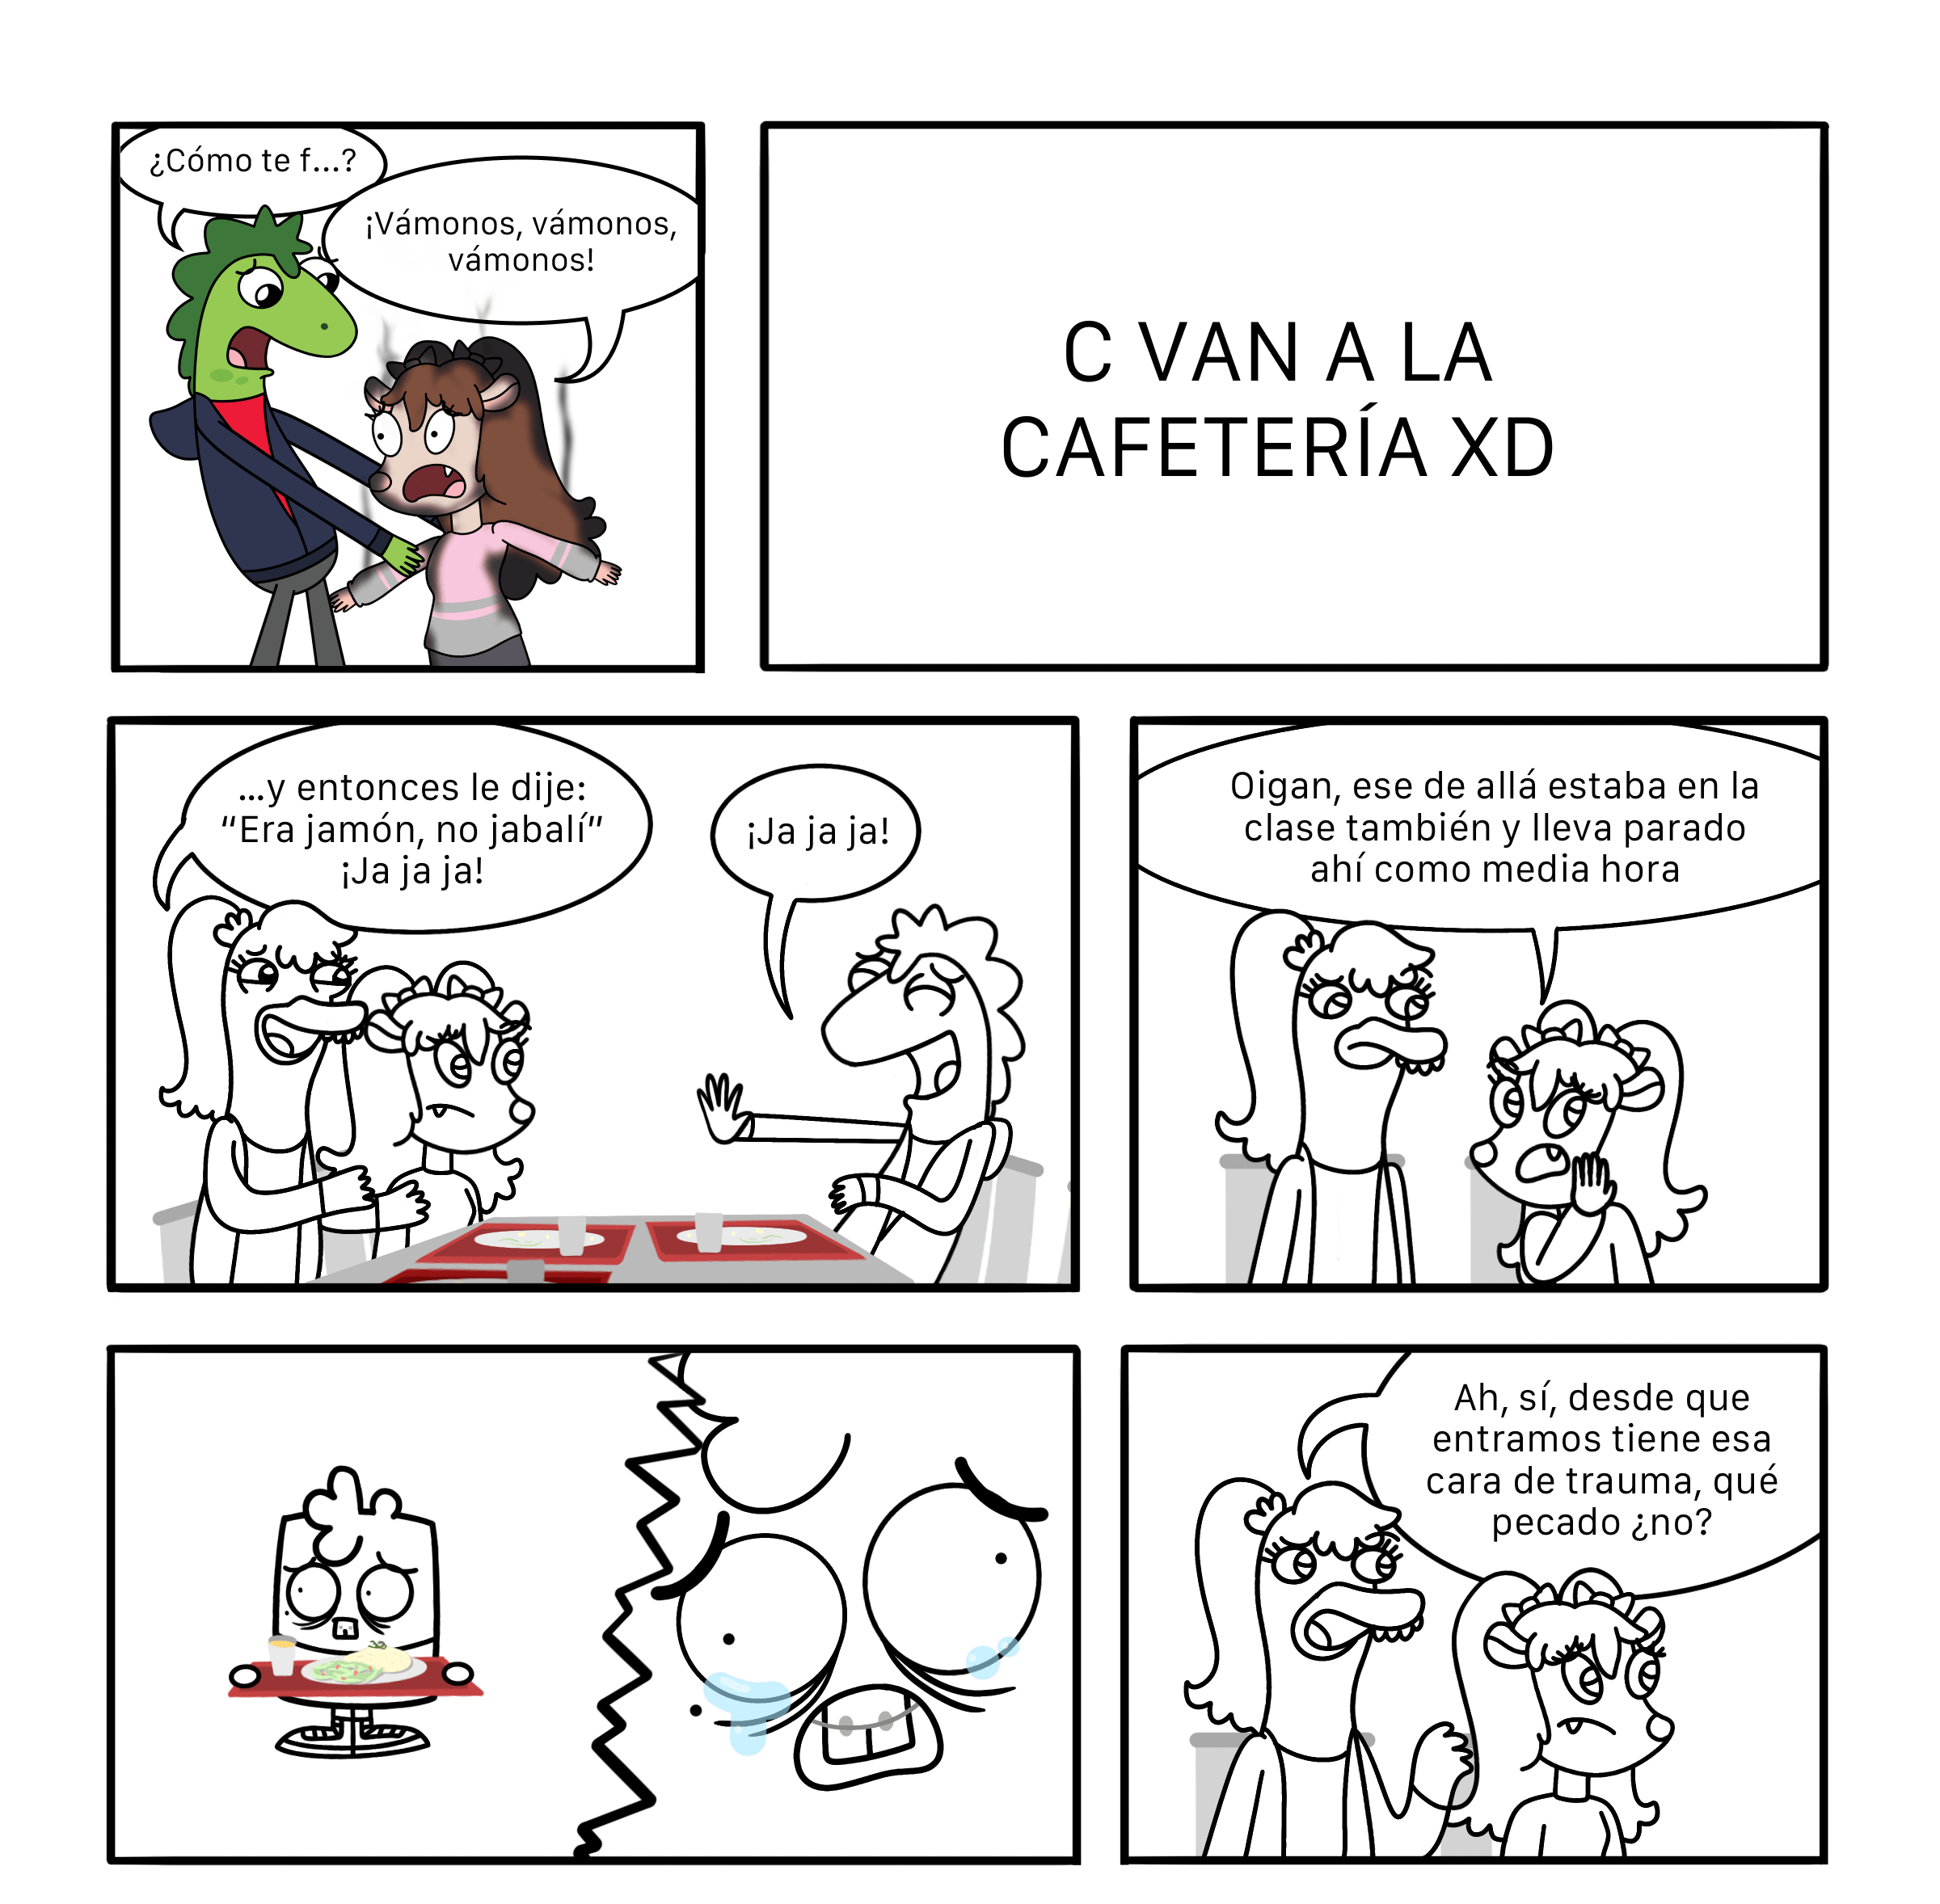 ¿Cómo te f...?
¡Vámonos, vámonos,
vámonos!
C VAN A LA
CAFETERÍA XD
...y entonces le dije:
“Era jamón, no jabalí”
¡Ja ja ja!
¡Ja ja ja!
Oigan, ese de allá estaba en la
clase también y lleva parado
ahí como media hora
Ah, sí, desde que
entramos tiene esa
cara de trauma, qué
pecado ¿no?